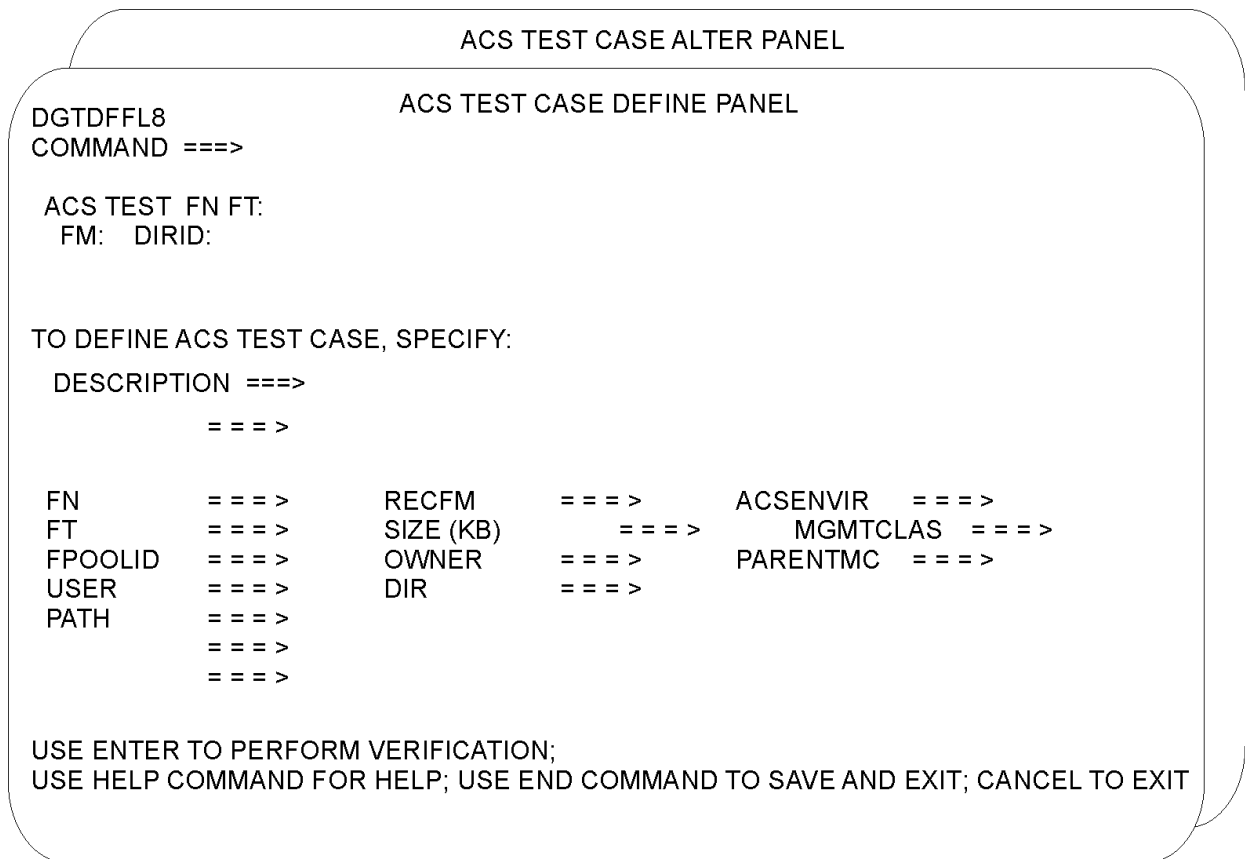 ACS TEST CASE ALTER PANEL
ACS TEST CASE DEFINE PANEL
DGTDFFL8
COMMAND ===>
ACS TEST FN FT:
FM: DIRID:
TO DEFINE ACS TEST CASE, SPECIFY:
DESCRIPTION ===>
= = = >
FN = = = > RECFM = = = > ACSENVIR = = = >
FT = = = > SIZE (KB) = = = > MGMTCLAS = = = >
FPOOLID = = = > OWNER = = = > PARENTMC = = = >
USER = = = > DIR = = = >
PATH = = = >
= = = >
= = = >
USE ENTER TO PERFORM VERIFICATION;
USE HELP COMMAND FOR HELP; USE END COMMAND TO SAVE AND EXIT; CANCEL TO EXIT